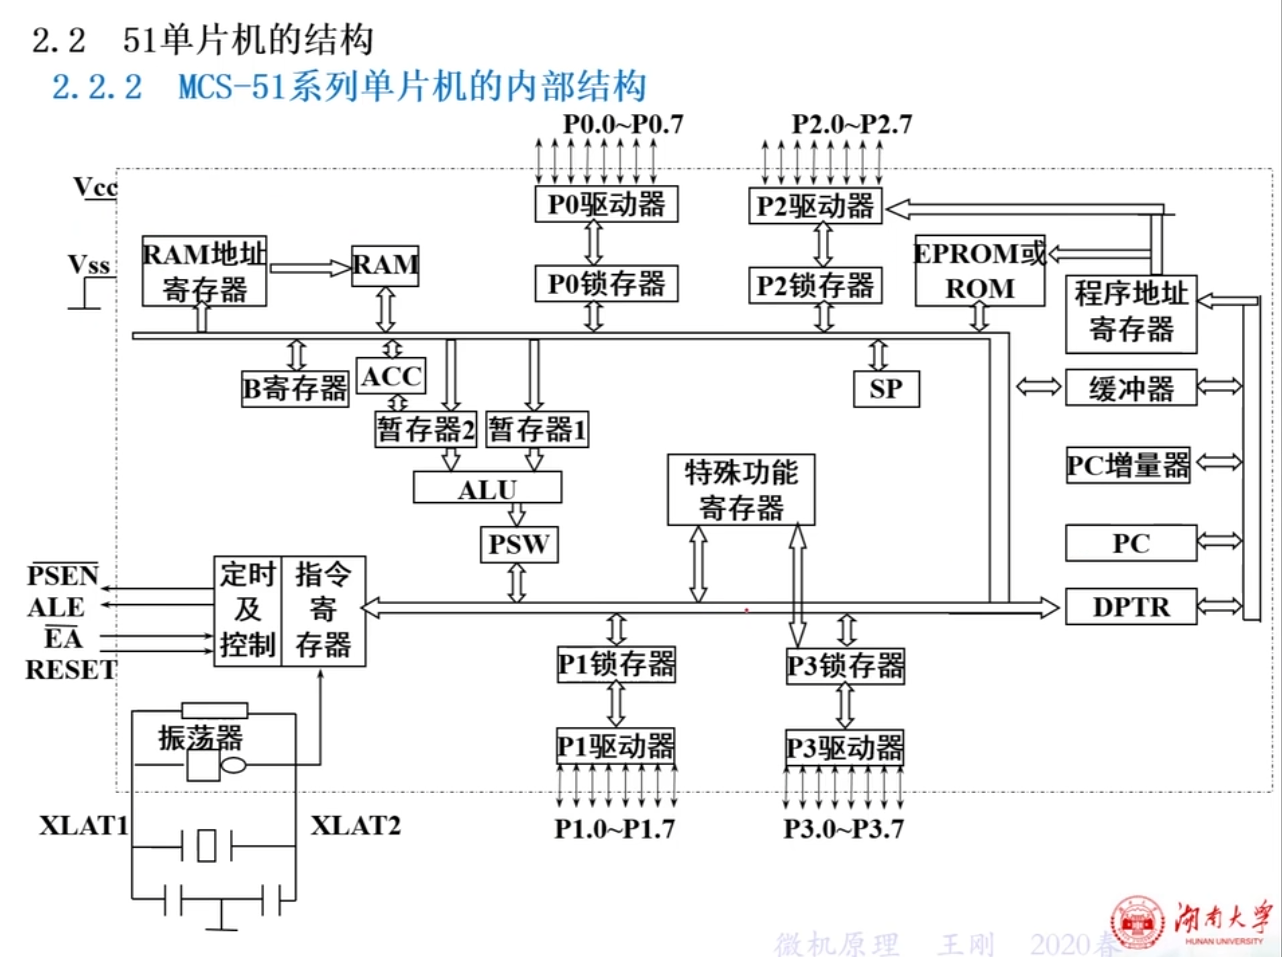 2.2 51单片机的结构
2.2.2 MCS-51系列单片机的内部结构
P0.0~P0.7
P2.0~P2.7
Vcc
P0驱动器
P2驱动器
Vss
RAM地址
寄存器
RAM
P0锁存器
P2锁存器
EPROM或
ROM
程序地址
寄存器
B寄存器
ACC
SP
缓冲器
暂存器2
暂存器1
PC增量器
ALU
特殊功能
寄存器
PSW
PC
PSEN
ALE
EA
RESET
定时
及
控制
指令
寄
存器
DPTR
P1锁存器
P3锁存器
振荡器
P1驱动器
P3驱动器
XLAT1
XLAT2
P1.0~P1.7
P3.0~P3.7
湖南大学
HUNAN UNIVERSITY
微机原理 王刚 2020春